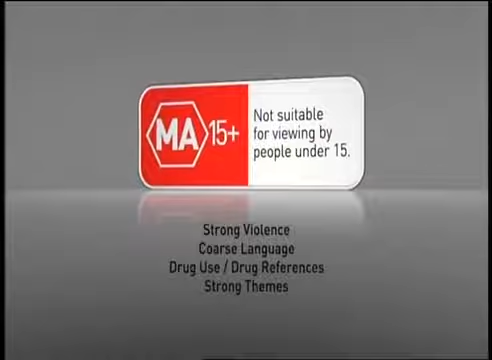 MA 15+
Not suitable
for viewing by
people under 15.
Strong Violence
Coarse Language
Drug Use / Drug References
Strong Themes